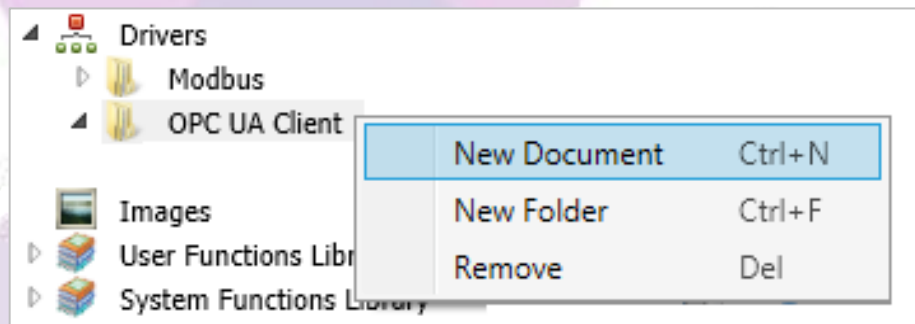 Drivers
Modbus
OPC UA Client
New Document Ctrl+N
New Folder Ctrl+F
Remove Del
Images
User Functions Libr
System Functions Library